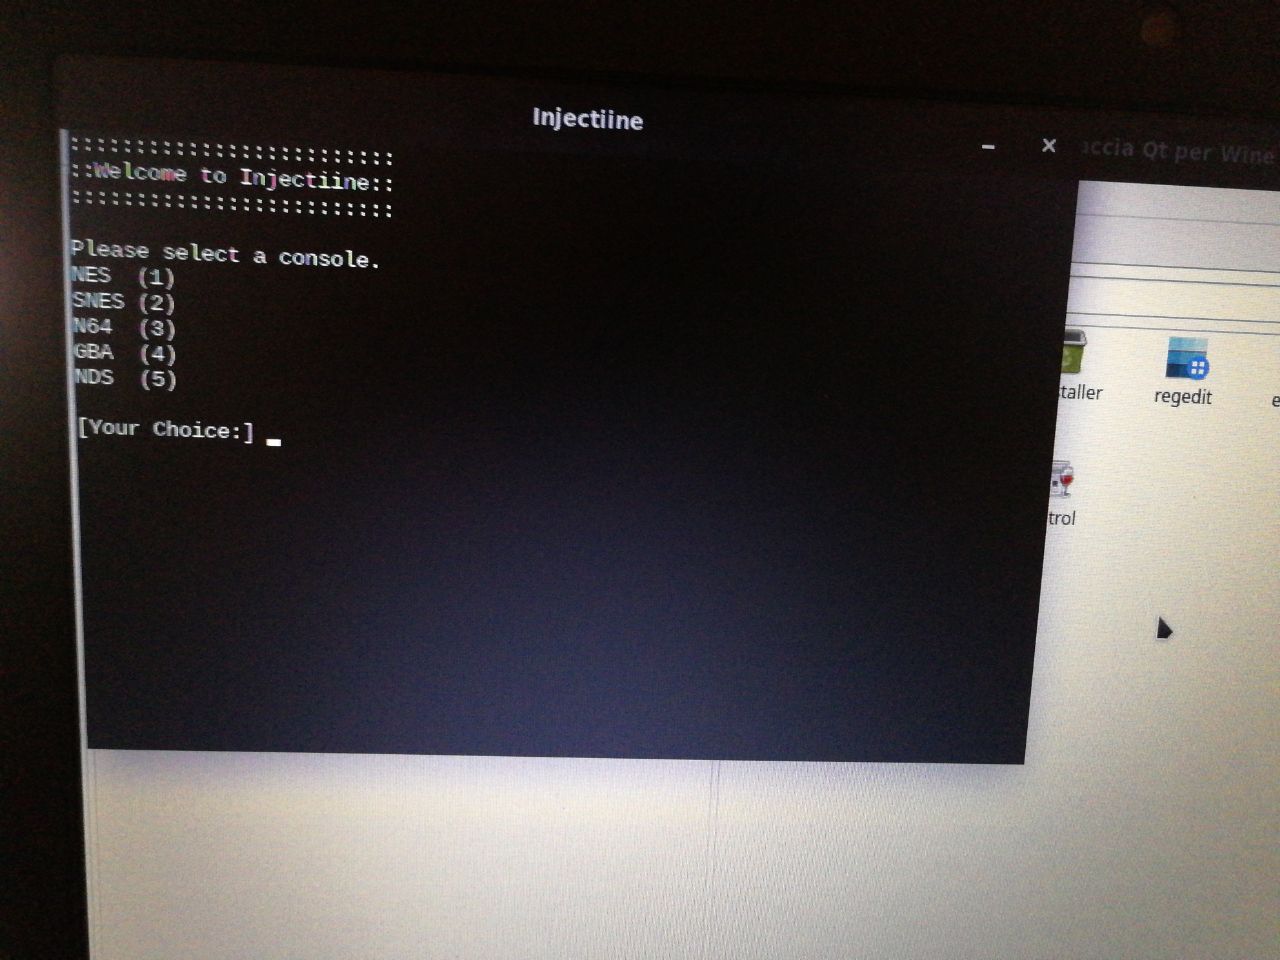 Injectiine
:::::::::::::::::::::::::
::Welcome to Injectiine::
:::::::::::::::::::::::::
Please select a console.
NES (1)
SNES (2)
N64 (3)
GBA (4)
NDS (5)
[Your Choice:]
accia Qt per Wine
staller
regedit
e
trol